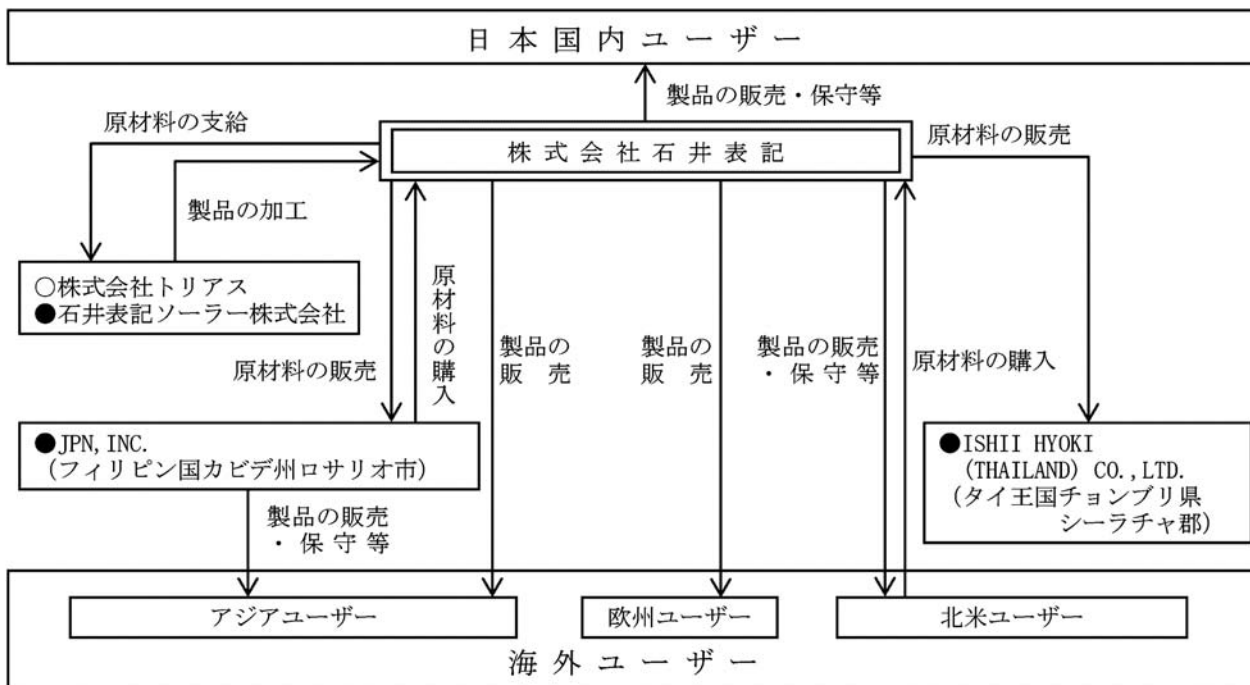 日本国内ユーザー
製品の販売・保守等
原材料の支給
株式会社石井表記
原材料の販売
製品の加工
○株式会社トリアス
●石井表記ソーラー株式会社
原材料の販売
原材料の購入
製品の
販売
製品の
販売
製品の販売
・保守等
原材料の購入
●JPN, INC.
(フィリピン国カビデ州ロサリオ市)
●ISHII HYOKI
(THAILAND) CO.,LTD.
(タイ王国チョンブリ県
シーラチャ郡)
製品の販売
・保守等
アジアユーザー
欧州ユーザー
北米ユーザー
海外ユーザー